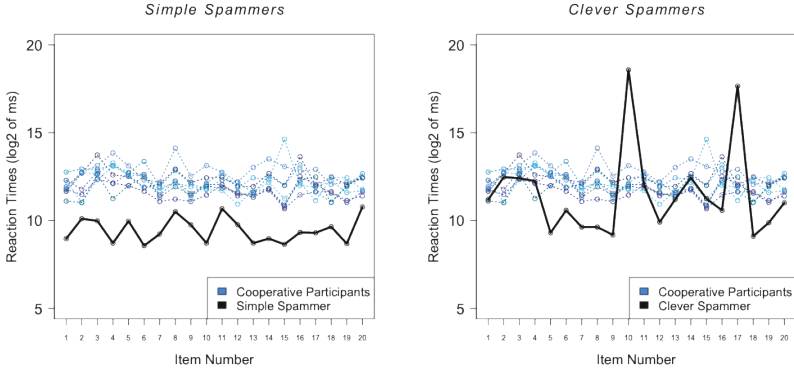 Simple Spammers
20
15
10
5
Reaction Times (log2 of ms)
Cooperative Participants
Simple Spammer
1 2 3 4 5 6 7 8 9 10 11 12 13 14 15 16 17 18 19 20
Item Number
Clever Spammers
20
15
10
5
Reaction Times (log2 of ms)
Cooperative Participants
Clever Spammer
1 2 3 4 5 6 7 8 9 10 11 12 13 14 15 16 17 18 19 20
Item Number